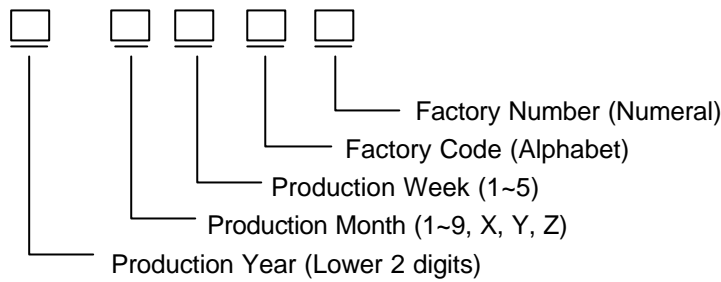 Factory Number (Numeral)
Factory Code (Alphabet)
Production Week (1~5)
Production Month (1~9, X, Y, Z)
Production Year (Lower 2 digits)